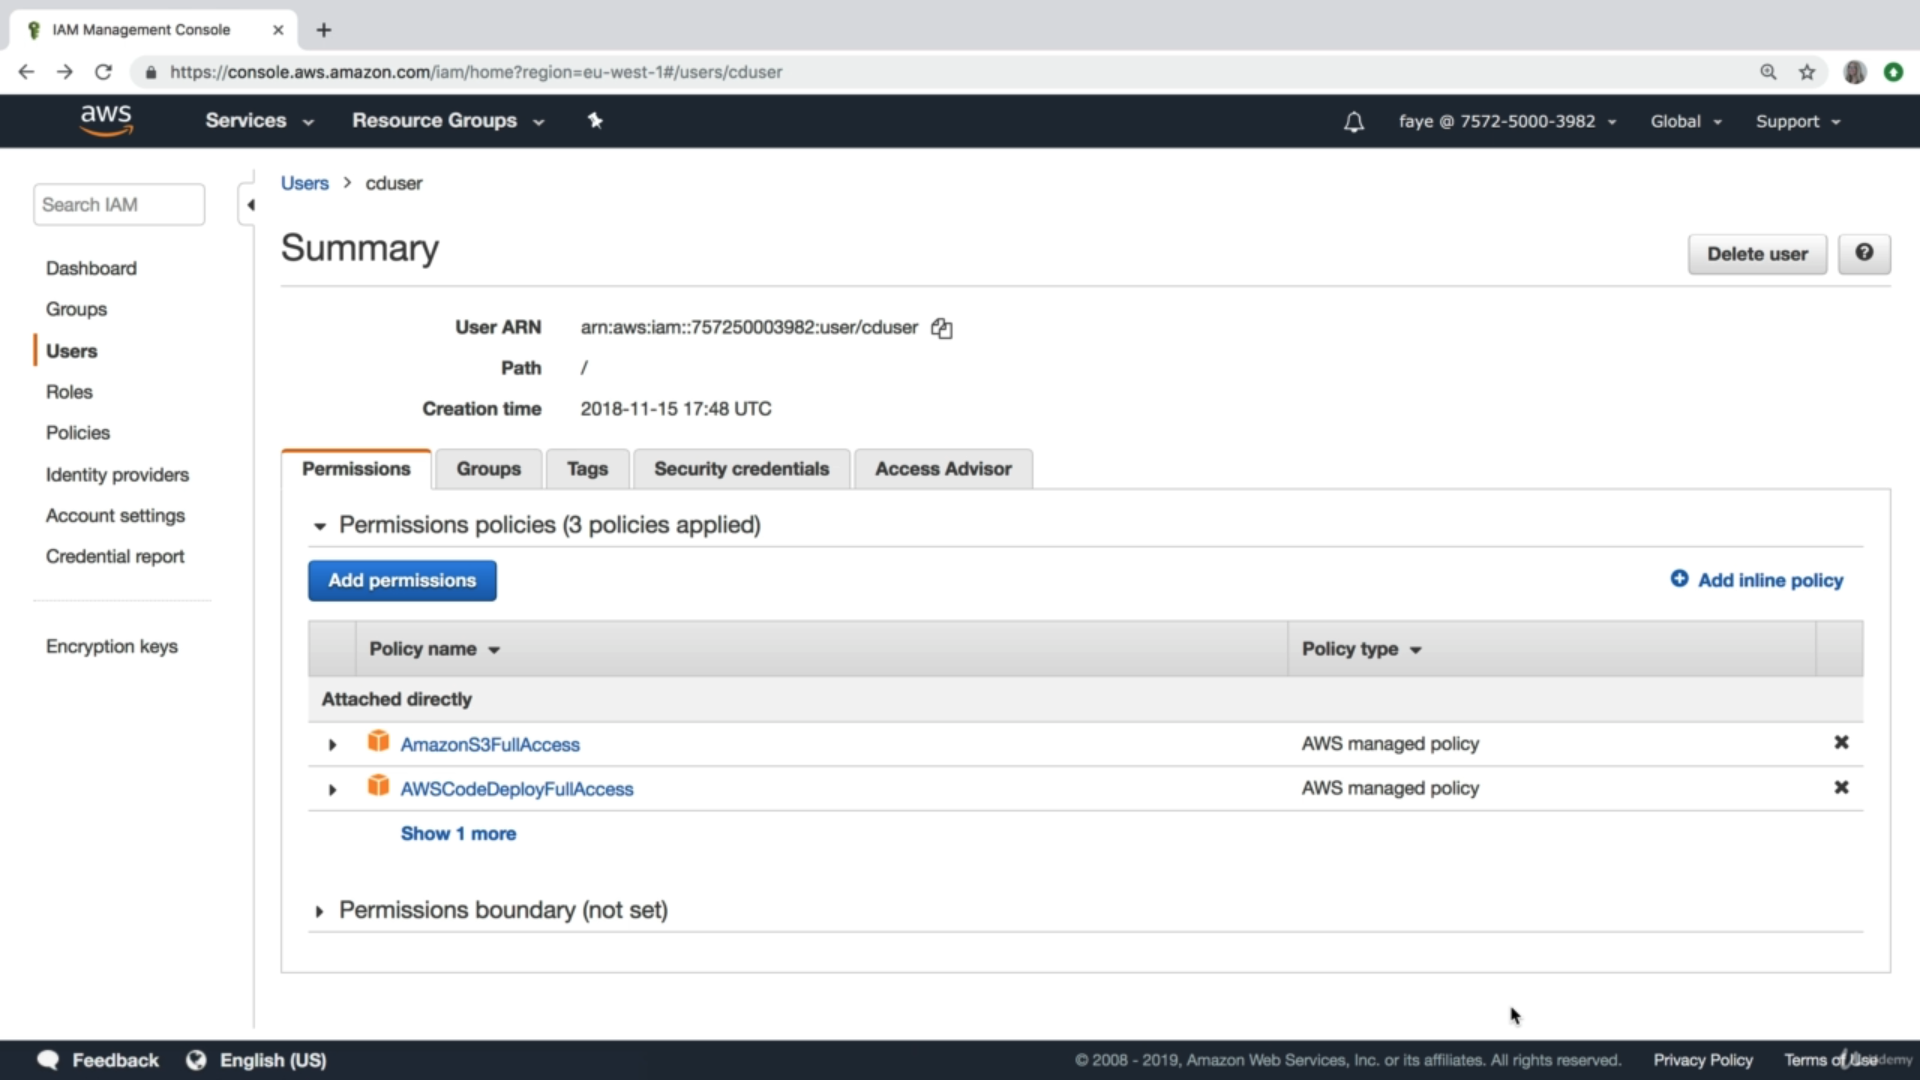 IAM Management Console
https://console.aws.amazon.com/iam/home?region=eu-west-1#/users/cduser
aws
Services
Resource Groups
faye @ 7572-5000-3982
Global
Support
Search IAM
Dashboard
Groups
Users
Roles
Policies
Identity providers
Account settings
Credential report
Encryption keys
Users > cduser
Summary
Delete user
User ARN arn:aws:iam::757250003982:user/cduser
Path /
Creation time 2018-11-15 17:48 UTC
Permissions
Groups
Tags
Security credentials
Access Advisor
Permissions policies (3 policies applied)
Add permissions
Add inline policy
Policy name
Policy type
Attached directly
AmazonS3FullAccess AWS managed policy
AWSCodeDeployFullAccess AWS managed policy
Show 1 more
Permissions boundary (not set)
Feedback
English (US)
© 2008 - 2019, Amazon Web Services, Inc. or its affiliates. All rights reserved.
Privacy Policy
Terms of Use